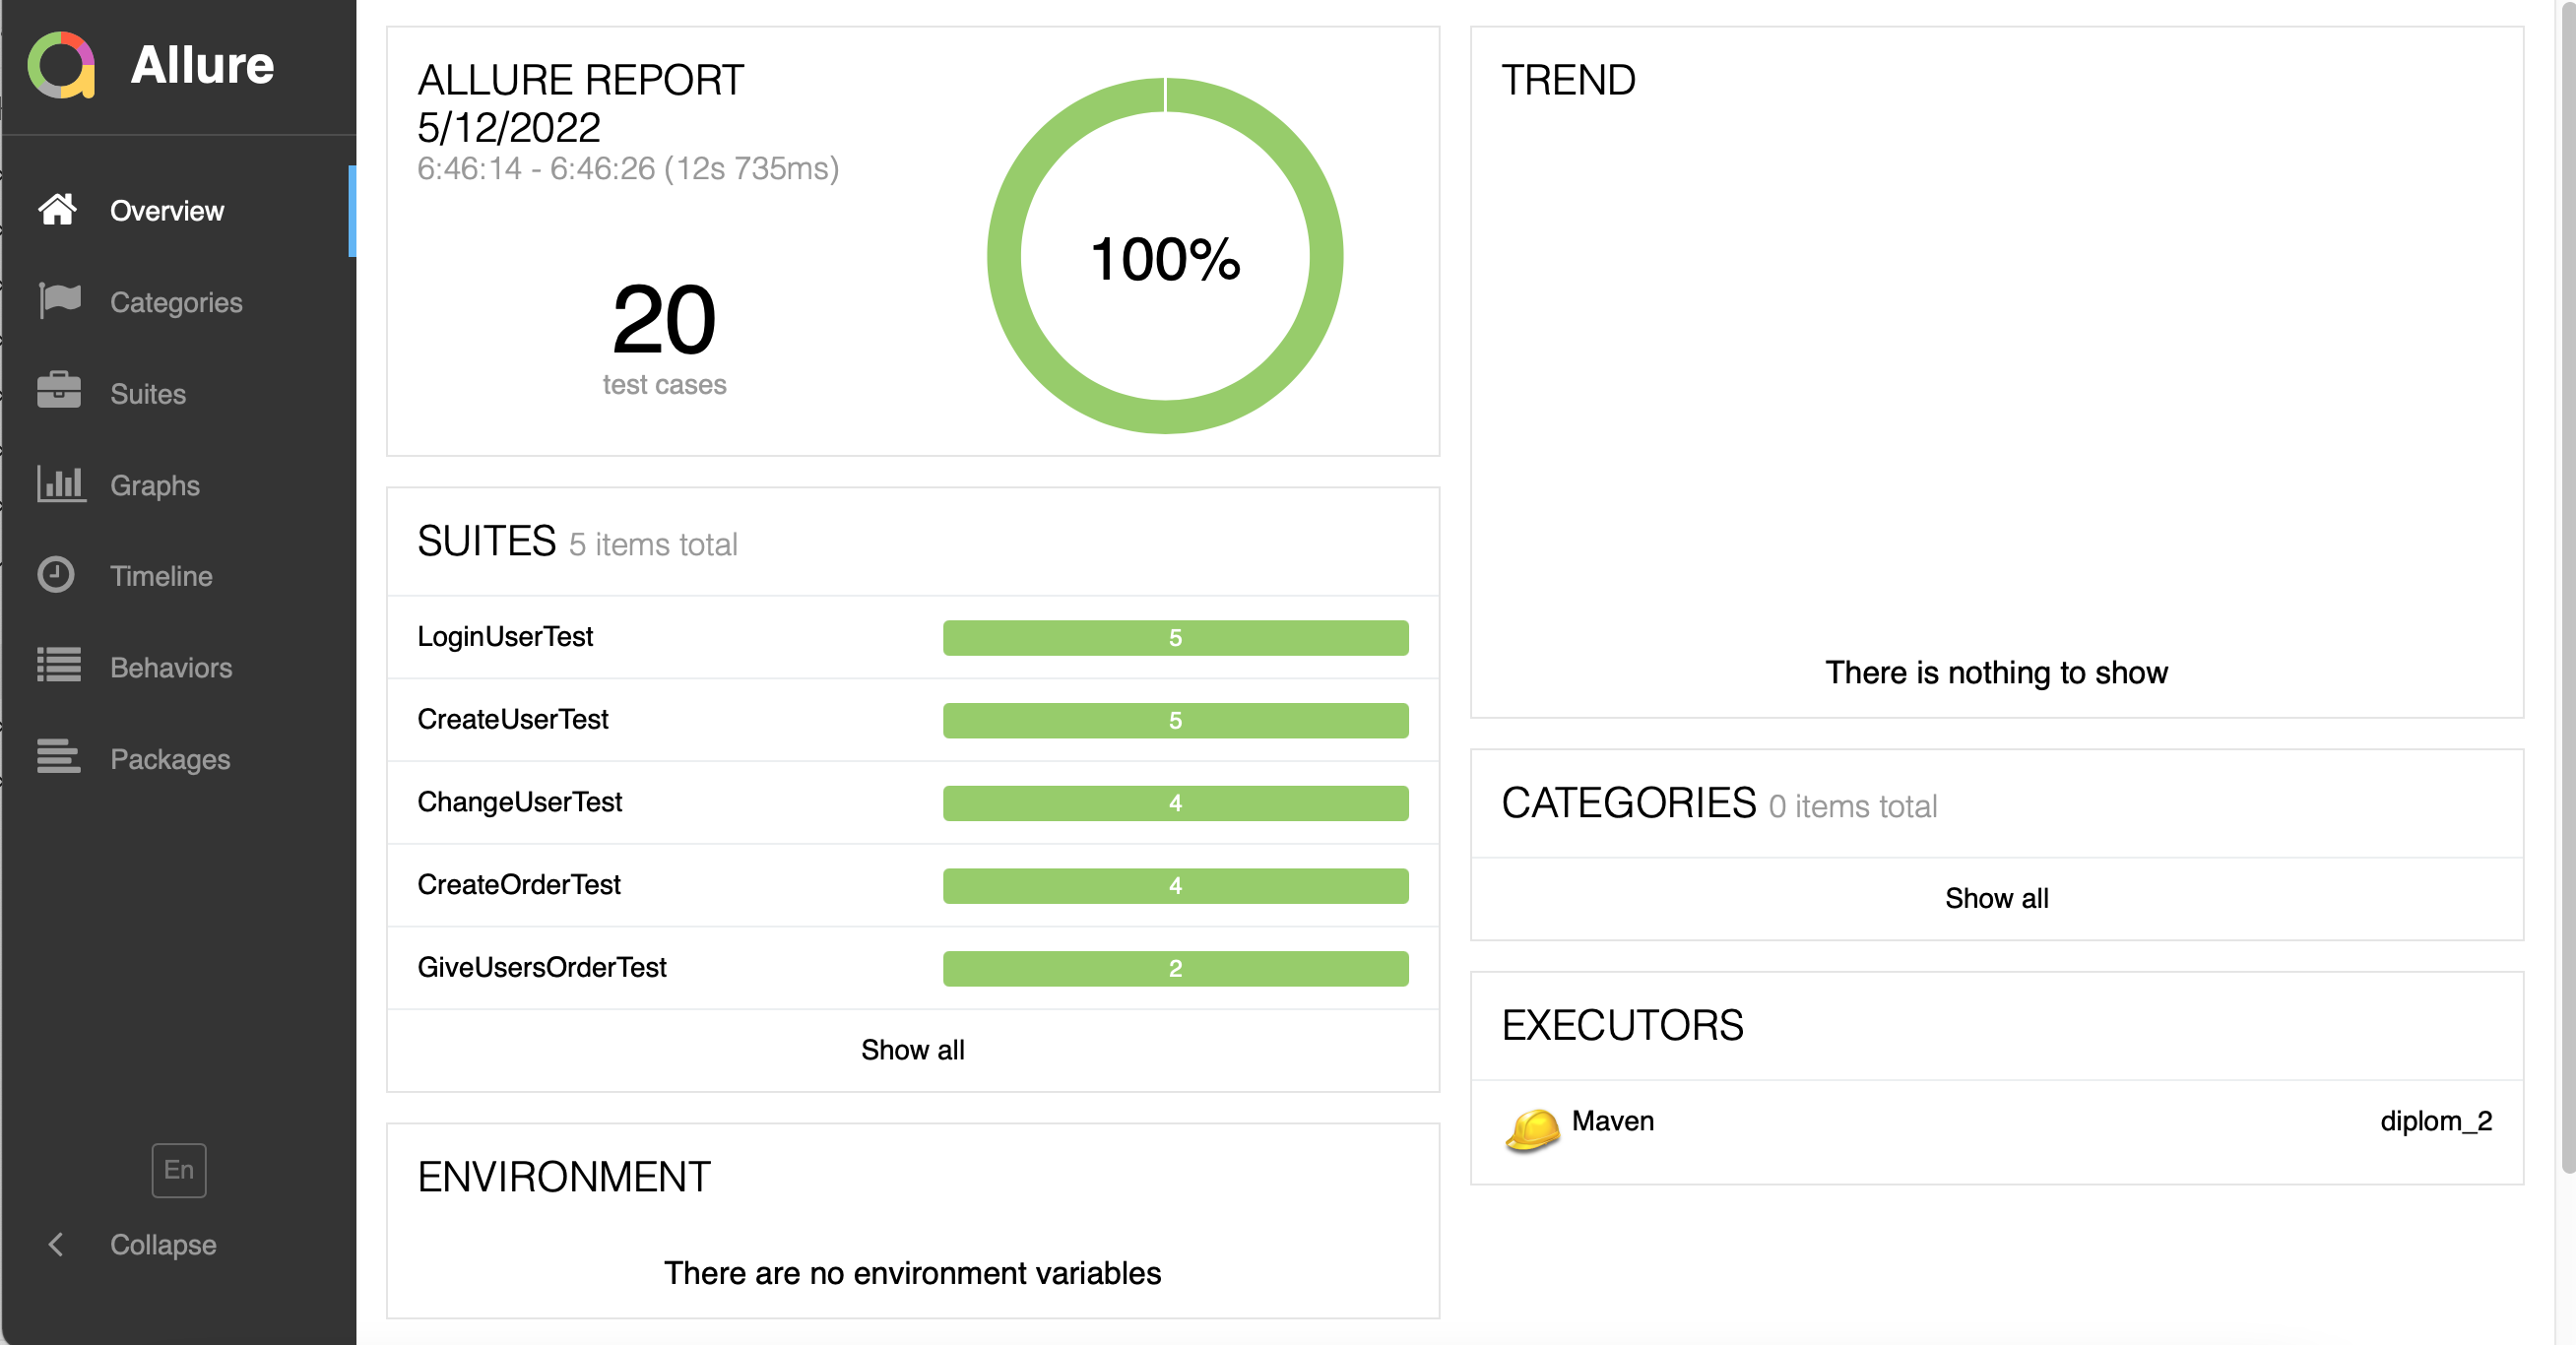 Allure
Overview
Categories
Suites
Graphs
Timeline
Behaviors
Packages
En
Collapse
ALLURE REPORT
5/12/2022
6:46:14 - 6:46:26 (12s 735ms)
20
test cases
100%
SUITES 5 items total
LoginUserTest 5
CreateUserTest 5
ChangeUserTest 4
CreateOrderTest 4
GiveUsersOrderTest 2
Show all
ENVIRONMENT
There are no environment variables
TREND
There is nothing to show
CATEGORIES 0 items total
Show all
EXECUTORS
Maven diplom_2